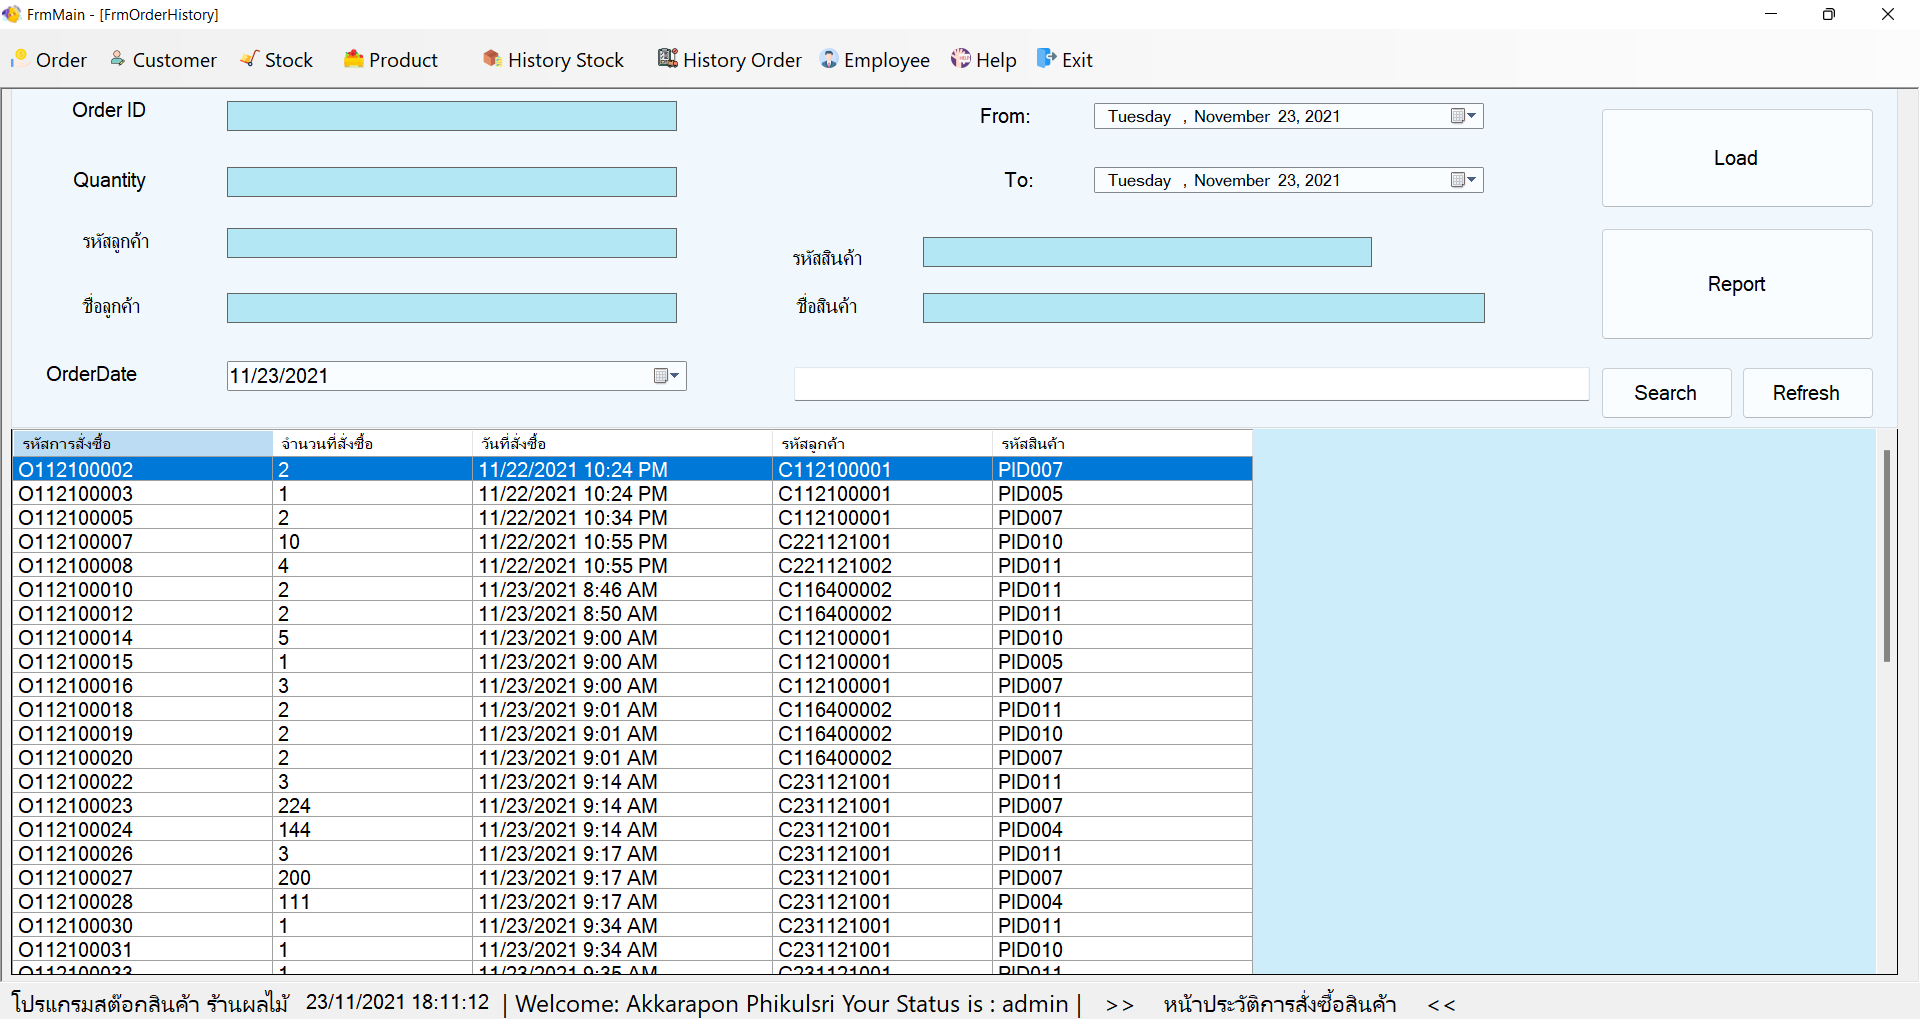 FrmMain - [FrmOrderHistory]
Order Customer Stock Product History Stock History Order Employee Help Exit
Order ID
From: Tuesday , November 23, 2021
Load
Quantity
To: Tuesday , November 23, 2021
รหัสลูกค้า
รหัสสินค้า
Report
ชื่อลูกค้า
ชื่อสินค้า
OrderDate 11/23/2021
Search Refresh
รหัสการสั่งซื้อ จำนวนที่สั่งซื้อ วันที่สั่งซื้อ รหัสลูกค้า รหัสสินค้า
O112100002 2 11/22/2021 10:24 PM C112100001 PID007
O112100003 1 11/22/2021 10:24 PM C112100001 PID005
O112100005 2 11/22/2021 10:34 PM C112100001 PID007
O112100007 10 11/22/2021 10:55 PM C221121001 PID010
O112100008 4 11/22/2021 10:55 PM C221121002 PID011
O112100010 2 11/23/2021 8:46 AM C116400002 PID011
O112100012 2 11/23/2021 8:50 AM C116400002 PID011
O112100014 5 11/23/2021 9:00 AM C112100001 PID010
O112100015 1 11/23/2021 9:00 AM C112100001 PID005
O112100016 3 11/23/2021 9:00 AM C112100001 PID007
O112100018 2 11/23/2021 9:01 AM C116400002 PID011
O112100019 2 11/23/2021 9:01 AM C116400002 PID010
O112100020 2 11/23/2021 9:01 AM C116400002 PID007
O112100022 3 11/23/2021 9:14 AM C231121001 PID011
O112100023 224 11/23/2021 9:14 AM C231121001 PID007
O112100024 144 11/23/2021 9:14 AM C231121001 PID004
O112100026 3 11/23/2021 9:17 AM C231121001 PID011
O112100027 200 11/23/2021 9:17 AM C231121001 PID007
O112100028 111 11/23/2021 9:17 AM C231121001 PID004
O112100030 1 11/23/2021 9:34 AM C231121001 PID011
O112100031 1 11/23/2021 9:34 AM C231121001 PID010
O112100033 1 11/23/2021 9:35 AM C231121001 PID011
โปรแกรมสต๊อกสินค้า ร้านผลไม้ 23/11/2021 18:11:12 | Welcome: Akkarapon Phikulsri Your Status is : admin | >> หน้าประวัติการสั่งซื้อสินค้า <<